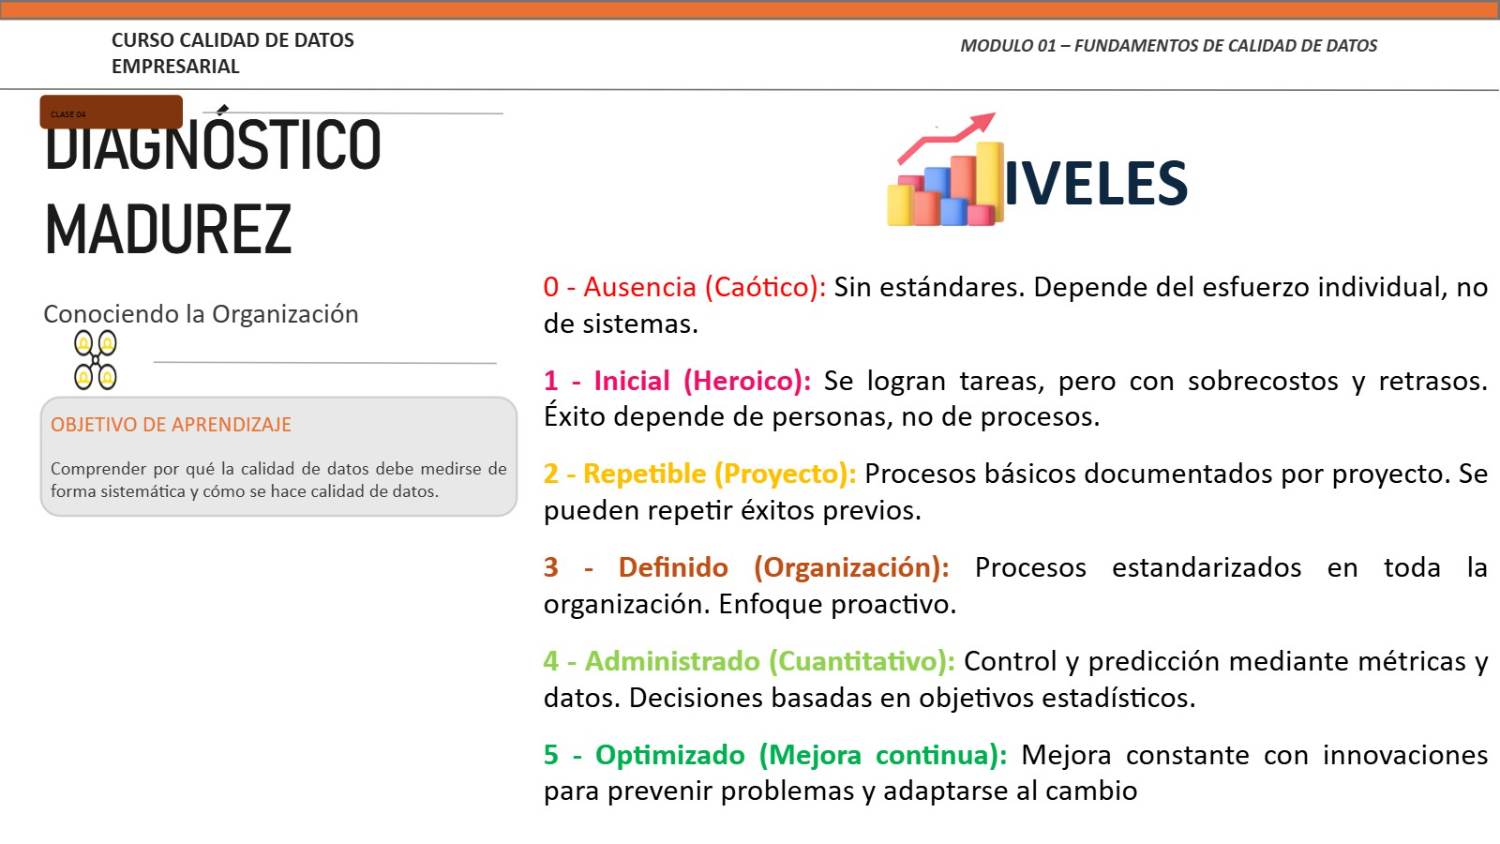 CURSO CALIDAD DE DATOS
EMPRESARIAL
MODULO 01 – FUNDAMENTOS DE CALIDAD DE DATOS
CLASE 04
DIAGNÓSTICO
MADUREZ
Conociendo la Organización
OBJETIVO DE APRENDIZAJE
Comprender por qué la calidad de datos debe medirse de
forma sistemática y cómo se hace calidad de datos.
IVELES
0 - Ausencia (Caótico): Sin estándares. Depende del esfuerzo individual, no
de sistemas.
1 - Inicial (Heroico): Se logran tareas, pero con sobrecostos y retrasos.
Éxito depende de personas, no de procesos.
2 - Repetible (Proyecto): Procesos básicos documentados por proyecto. Se
pueden repetir éxitos previos.
3 - Definido (Organización): Procesos estandarizados en toda la
organización. Enfoque proactivo.
4 - Administrado (Cuantitativo): Control y predicción mediante métricas y
datos. Decisiones basadas en objetivos estadísticos.
5 - Optimizado (Mejora continua): Mejora constante con innovaciones
para prevenir problemas y adaptarse al cambio